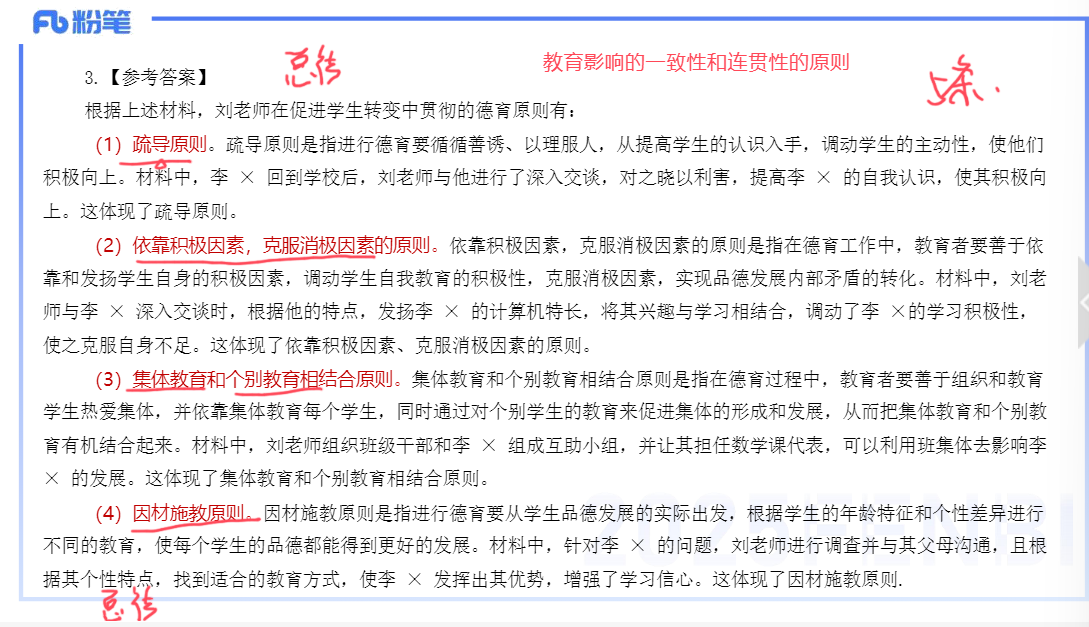 粉笔
教育影响的一致性和连贯性的原则
总结
5条.
3.【参考答案】
根据上述材料，刘老师在促进学生转变中贯彻的德育原则有：
（1）疏导原则。疏导原则是指进行德育要循循善诱、以理服人，从提高学生的认识入手，调动学生的主动性，使他们
积极向上。材料中，李 × 回到学校后，刘老师与他进行了深入交谈，对之晓以利害，提高李 × 的自我认识，使其积极向
上。这体现了疏导原则。
（2）依靠积极因素，克服消极因素的原则。依靠积极因素，克服消极因素的原则是指在德育工作中，教育者要善于依
靠和发扬学生自身的积极因素，调动学生自我教育的积极性，克服消极因素，实现品德发展内部矛盾的转化。材料中，刘老
师与李 × 深入交谈时，根据他的特点，发扬李 × 的计算机特长，将其兴趣与学习相结合，调动了李 ×的学习积极性，
使之克服自身不足。这体现了依靠积极因素、克服消极因素的原则。
（3）集体教育和个别教育相结合原则。集体教育和个别教育相结合原则是指在德育过程中，教育者要善于组织和教育
学生热爱集体，并依靠集体教育每个学生，同时通过对个别学生的教育来促进集体的形成和发展，从而把集体教育和个别教
育有机结合起来。材料中，刘老师组织班级干部和李 × 组成互助小组，并让其担任数学课代表，可以利用班集体去影响李
× 的发展。这体现了集体教育和个别教育相结合原则。
（4）因材施教原则。因材施教原则是指进行德育要从学生品德发展的实际出发，根据学生的年龄特征和个性差异进行
不同的教育，使每个学生的品德都能得到更好的发展。材料中，针对李 × 的问题，刘老师进行调查并与其父母沟通，且根
据其个性特点，找到适合的教育方式，使李 × 发挥出其优势，增强了学习信心。这体现了因材施教原则.
总结